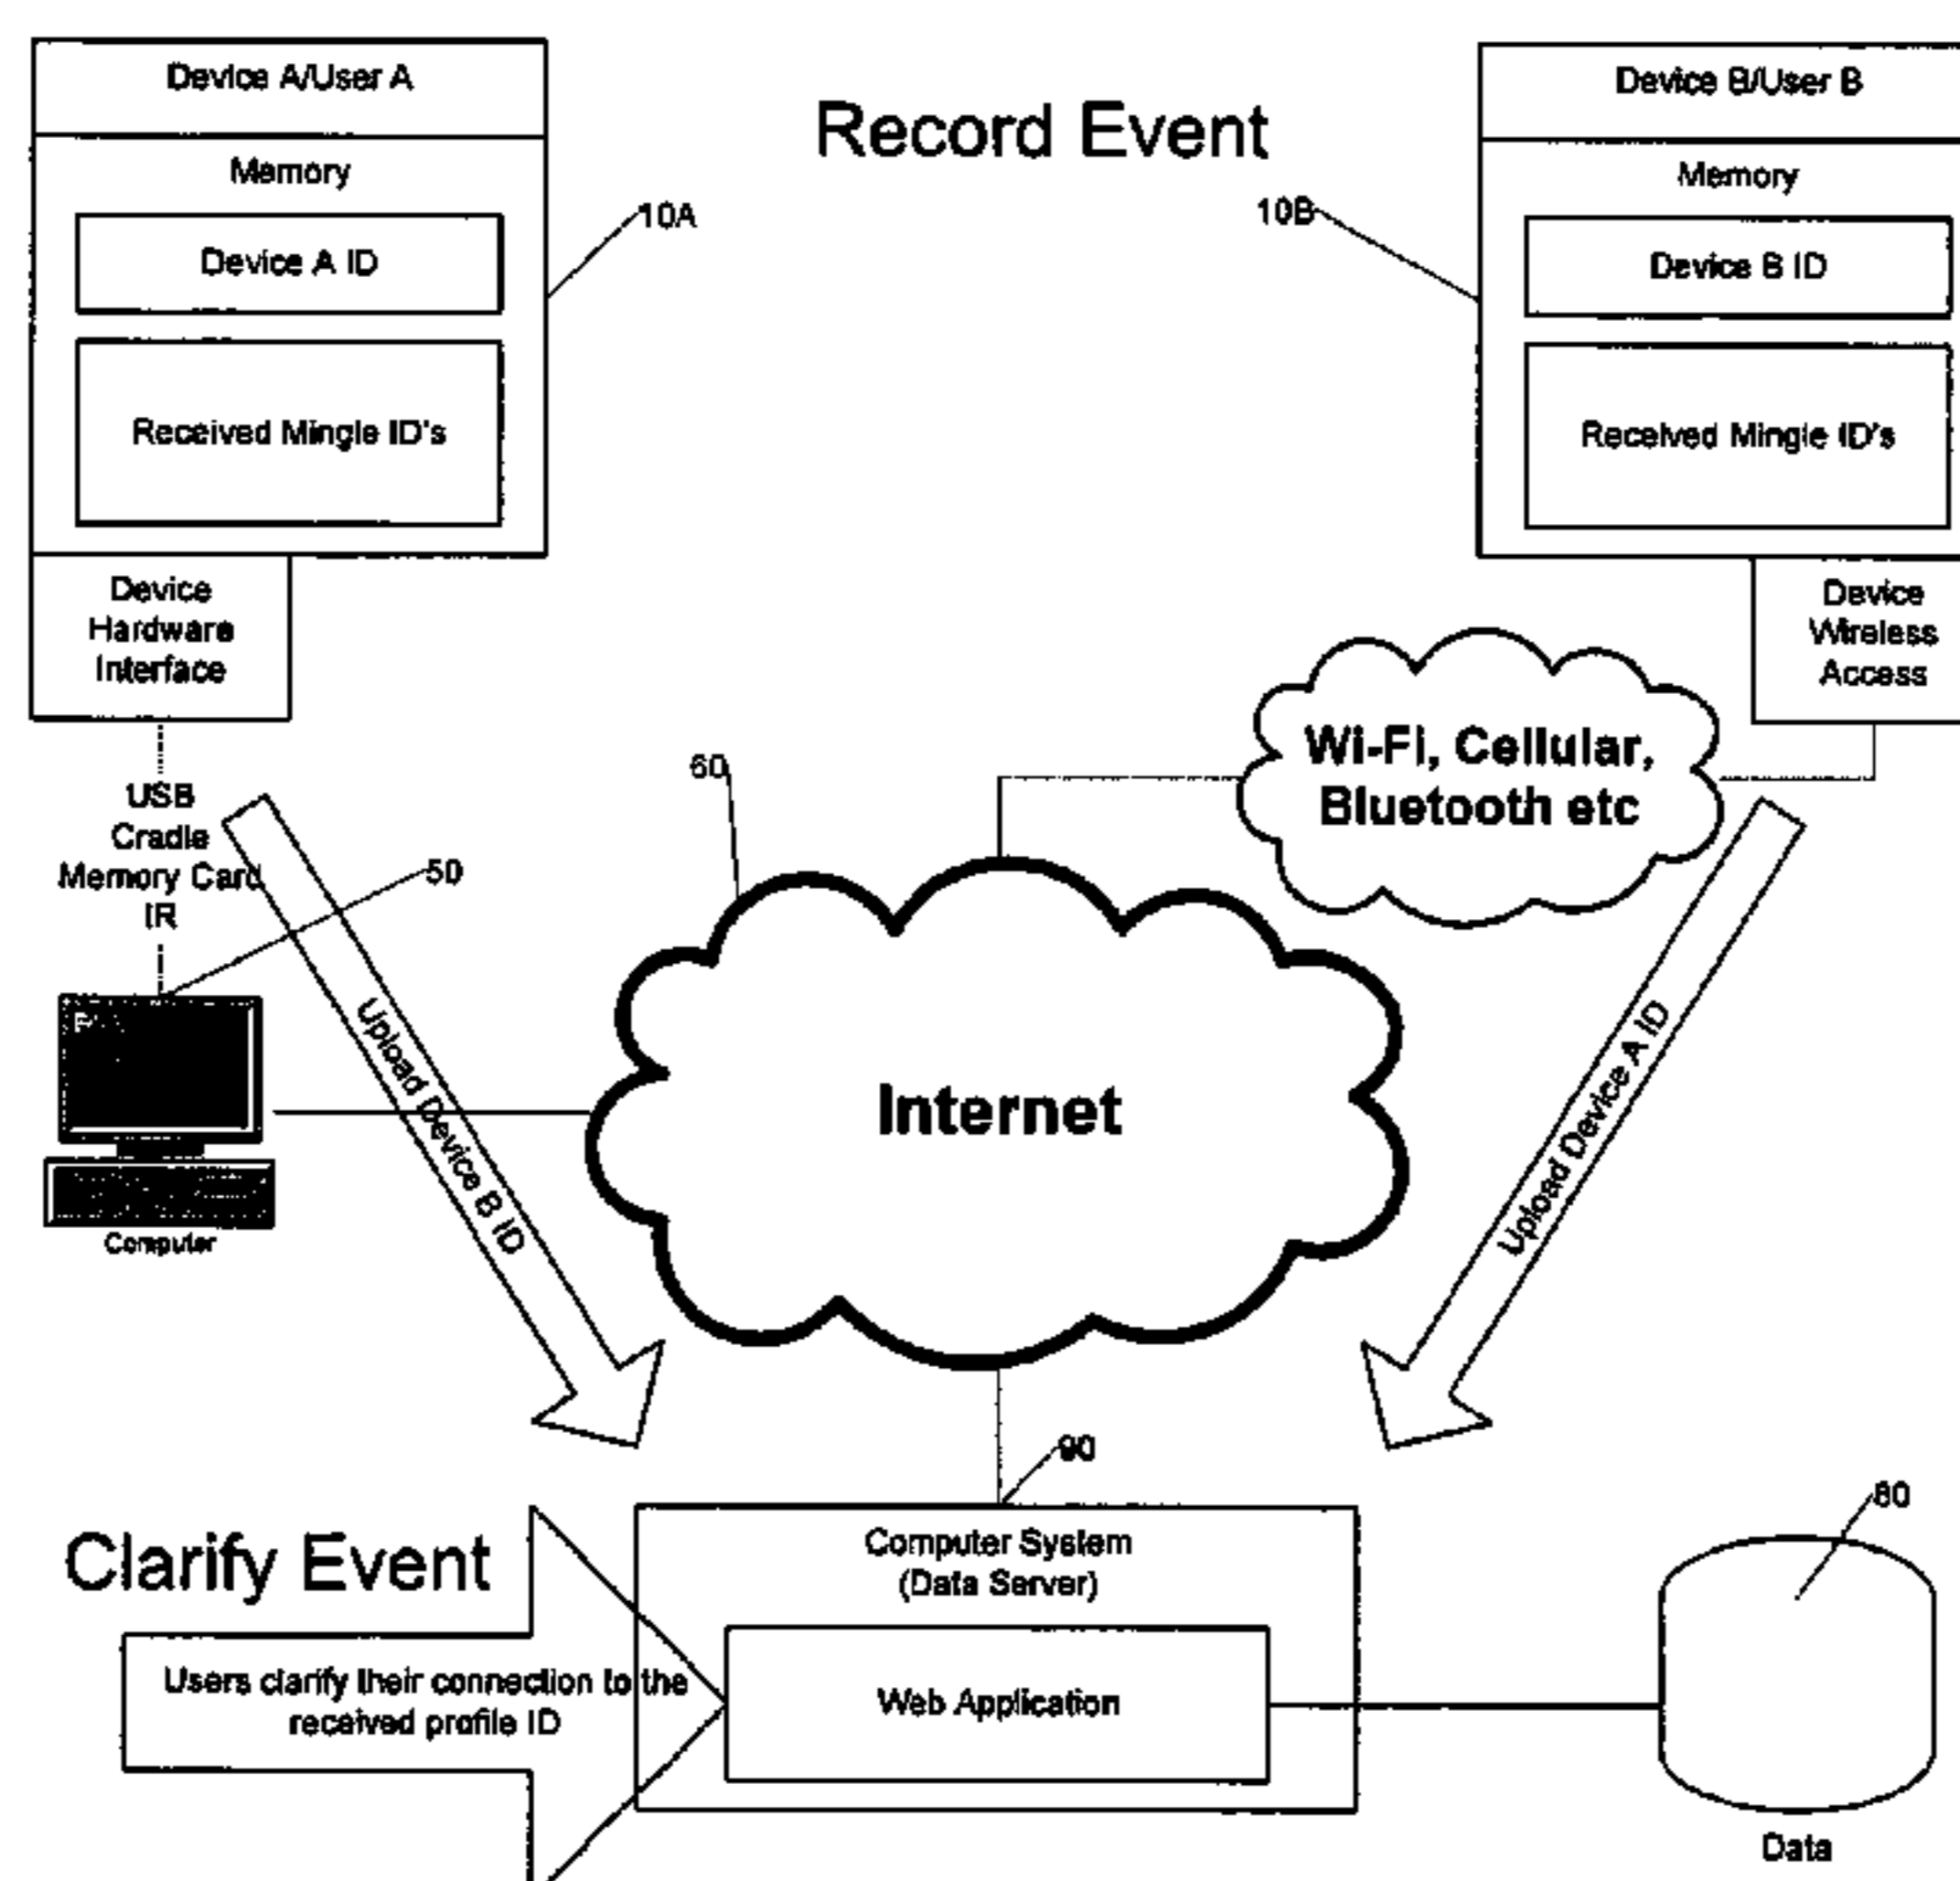 Device A/User A
Memory
Device A ID
Received Mingle ID's
Device
Hardware
Interface
10A
Record Event
Device B/User B
Memory
Device B ID
Received Mingle ID's
Device
Wireless
Access
10B
Wi-Fi, Cellular,
Bluetooth etc
USB
Cradle
Memory Card
IR
50
60
Computer
Internet
Upload Device B ID
Upload Device A ID
90
80
Clarify Event
Users clarify their connection to the
received profile ID
Computer System
(Data Server)
Web Application
Data